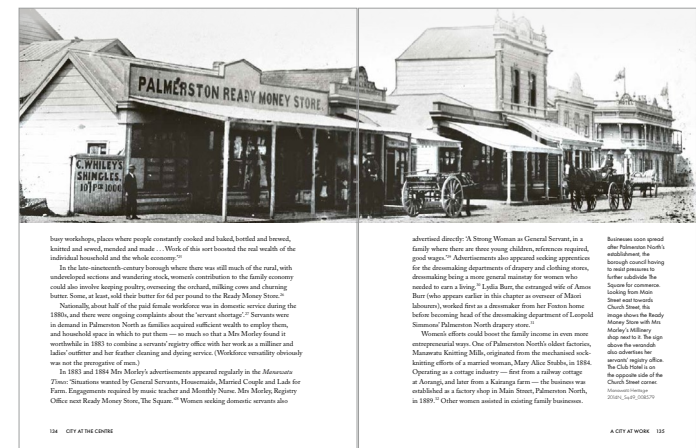 PALMERSTON READY MONEY STORE.
C. WHILEY'S
SHINGLES.
HOTEL
busy workshops, places where people constantly cooked and baked, bottled and brewed,
knitted and sewed, mended and made . . . Work of this sort boosted the real wealth of the
individual household and the whole economy.'²⁵
In the late-nineteenth-century borough where there was still much of the rural, with
undeveloped sections and wandering stock, women's contribution to the family economy
could also involve keeping poultry, overseeing the orchard, milking cows and churning
butter. Some, at least, sold their butter for 6d per pound to the Ready Money Store.²⁶
Nationally, about half of the paid female workforce was in domestic service during the
1880s, and there were ongoing complaints about the 'servant shortage'.²⁷ Servants were
in demand in Palmerston North as families acquired sufficient wealth to employ them,
and household space in which to put them — so much so that a Mrs Morley found it
worthwhile in 1883 to combine a servants' registry office with her work as a milliner and
ladies' outfitter and her feather cleaning and dyeing service. (Workforce versatility obviously
was not the prerogative of men.)
In 1883 and 1884 Mrs Morley's advertisements appeared regularly in the Manawatu
Times: 'Situations wanted by General Servants, Housemaids, Married Couple and Lads for
Farm. Engagements required by music teacher and Monthly Nurse. Mrs Morley, Registry
Office next Ready Money Store, The Square.'²⁸ Women seeking domestic servants also
134 CITY AT THE CENTRE
advertised directly: 'A Strong Woman as General Servant, in a
family where there are three young children, references required,
good wages.'²⁹ Advertisements also appeared seeking apprentices
for the dressmaking departments of drapery and clothing stores,
dressmaking being a more general mainstay for women who
needed to earn a living.³⁰ Lydia Burr, the estranged wife of Amos
Burr (who appears earlier in this chapter as overseer of Māori
labourers), worked first as a dressmaker from her Foxton home
before becoming head of the dressmaking department of Leopold
Simmons' Palmerston North drapery store.³¹
Women's efforts could boost the family income in even more
entrepreneurial ways. One of Palmerston North's oldest factories,
Manawatu Knitting Mills, originated from the mechanised sock-
knitting efforts of a married woman, Mary Alice Stubbs, in 1884.
Operating as a cottage industry — first from a railway cottage
at Aorangi, and later from a Kairanga farm — the business was
established as a factory shop in Main Street, Palmerston North,
in 1889.³² Other women assisted in existing family businesses.
Businesses soon spread
after Palmerston North's
establishment, the
borough council having
to resist pressures to
further subdivide The
Square for commerce.
Looking from Main
Street east towards
Church Street, this
image shows the Ready
Money Store with Mrs
Morley's Millinery
shop next to it. The sign
above the verandah
also advertises her
servants' registry office.
The Club Hotel is on
the opposite side of the
Church Street corner.
Manawatū Heritage
A CITY AT WORK 135